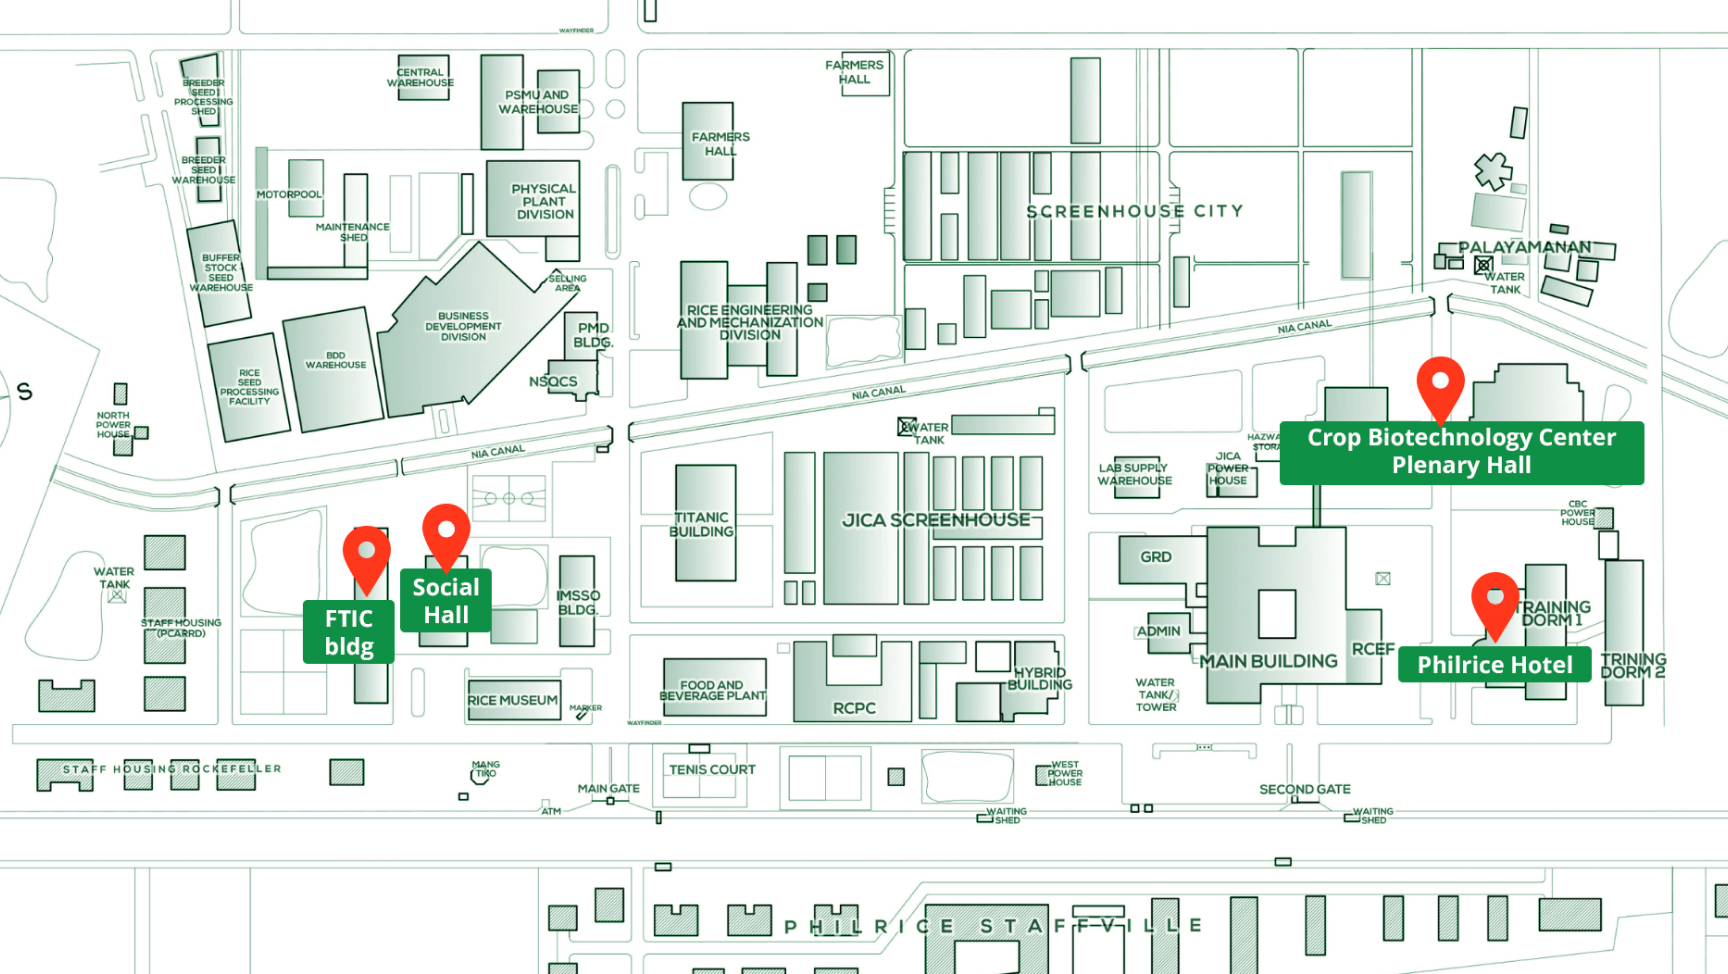 WAYFINDER
BREEDER
SEED
PROCESSING
SHED
CENTRAL
WAREHOUSE
PSMU AND
WAREHOUSE
FARMERS
HALL
FARMERS
HALL
BREEDER
SEED
WAREHOUSE
MOTORPOOL
MAINTENANCE
SHED
PHYSICAL
PLANT
DIVISION
SCREENHOUSE CITY
PALAYAMANAN
WATER
TANK
BUFFER
STOCK
SEED
WAREHOUSE
SELLING
AREA
BUSINESS
DEVELOPMENT
DIVISION
PMD
BLDG.
RICE ENGINEERING
AND MECHANIZATION
DIVISION
NIA CANAL
BDD
WAREHOUSE
RICE
SEED
PROCESSING
FACILITY
NSQCS
NIA CANAL
S
NORTH
POWER
HOUSE
NIA CANAL
WATER
TANK
Crop Biotechnology Center
Plenary Hall
LAB SUPPLY
WAREHOUSE
JICA
POWER
HOUSE
TITANIC
BUILDING
JICA SCREENHOUSE
CBC
POWER
HOUSE
WATER
TANK
STAFF HOUSING
(PCARRD)
FTIC
bldg
Social
Hall
IMSSO
BLDG.
GRD
ADMIN
MAIN BUILDING
RCEF
TRAINING
DORM 1
Philrice Hotel
TRINING
DORM 2
RICE MUSEUM
MARKER
FOOD AND
BEVERAGE PLANT
RCPC
HYBRID
BUILDING
WATER
TANK/
TOWER
WAYFINDER
STAFF HOUSING ROCKEFELLER
MANG
TIKO
MAIN GATE
ATM
TENIS COURT
WEST
POWER
HOUSE
WAITING
SHED
SECOND GATE
WAITING
SHED
PHILRICE STAFFVILLE